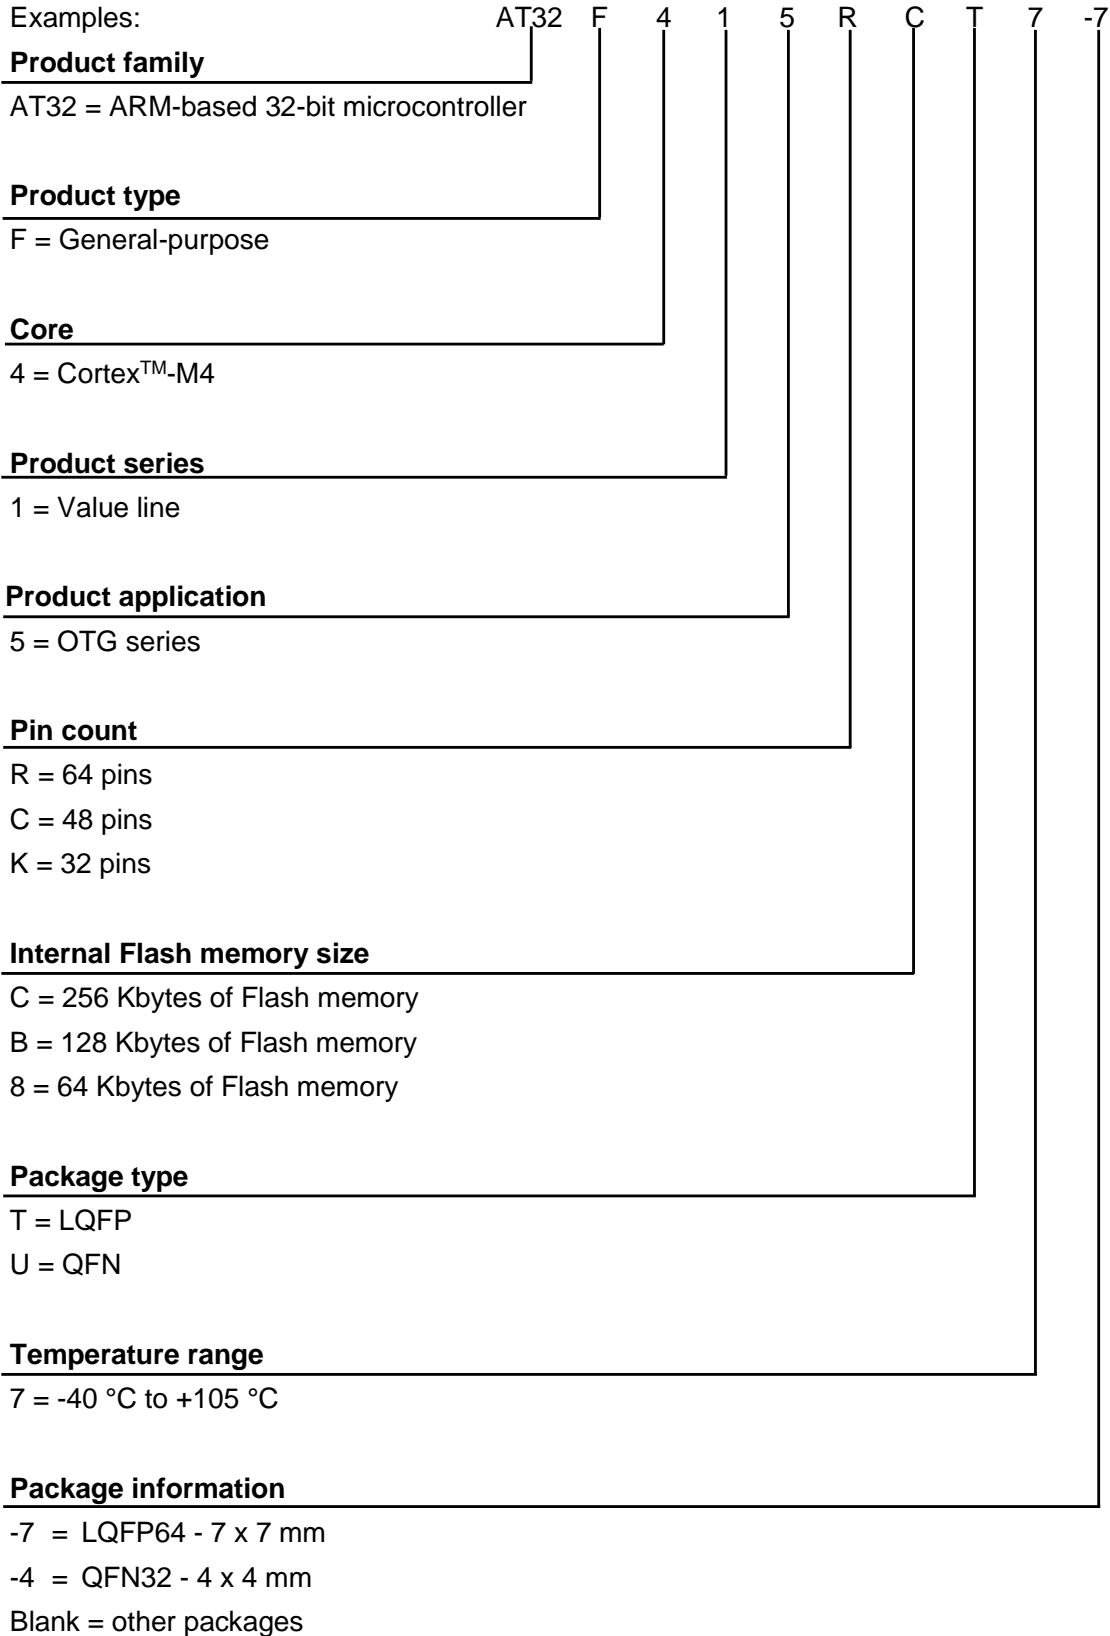 Examples: AT32 F 4 1 5 R C T 7 -7
Product family
AT32 = ARM-based 32-bit microcontroller
Product type
F = General-purpose
Core
4 = Cortex™-M4
Product series
1 = Value line
Product application
5 = OTG series
Pin count
R = 64 pins
C = 48 pins
K = 32 pins
Internal Flash memory size
C = 256 Kbytes of Flash memory
B = 128 Kbytes of Flash memory
8 = 64 Kbytes of Flash memory
Package type
T = LQFP
U = QFN
Temperature range
7 = -40 °C to +105 °C
Package information
-7 = LQFP64 - 7 x 7 mm
-4 = QFN32 - 4 x 4 mm
Blank = other packages